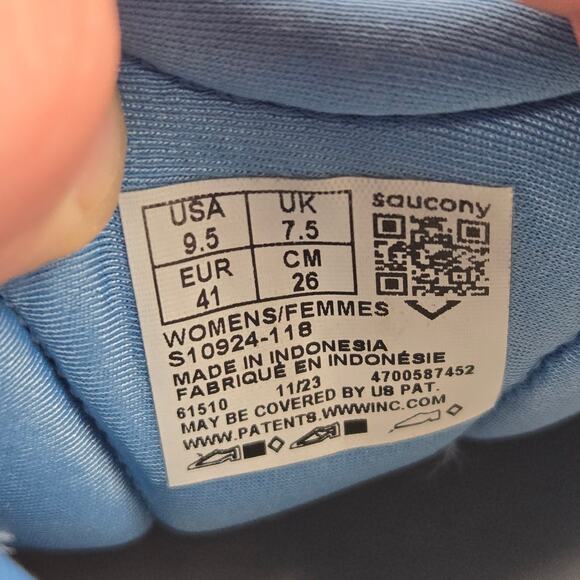 saucony
USA UK
9.5 7.5
EUR CM
41 26
WOMENS/FEMMES
S10924-118
MADE IN INDONESIA
FABRIQUÉ EN INDONÉSIE
61510 11/23 4700587452
MAY BE COVERED BY US PAT.
WWW.PATENTS.WWWINC.COM